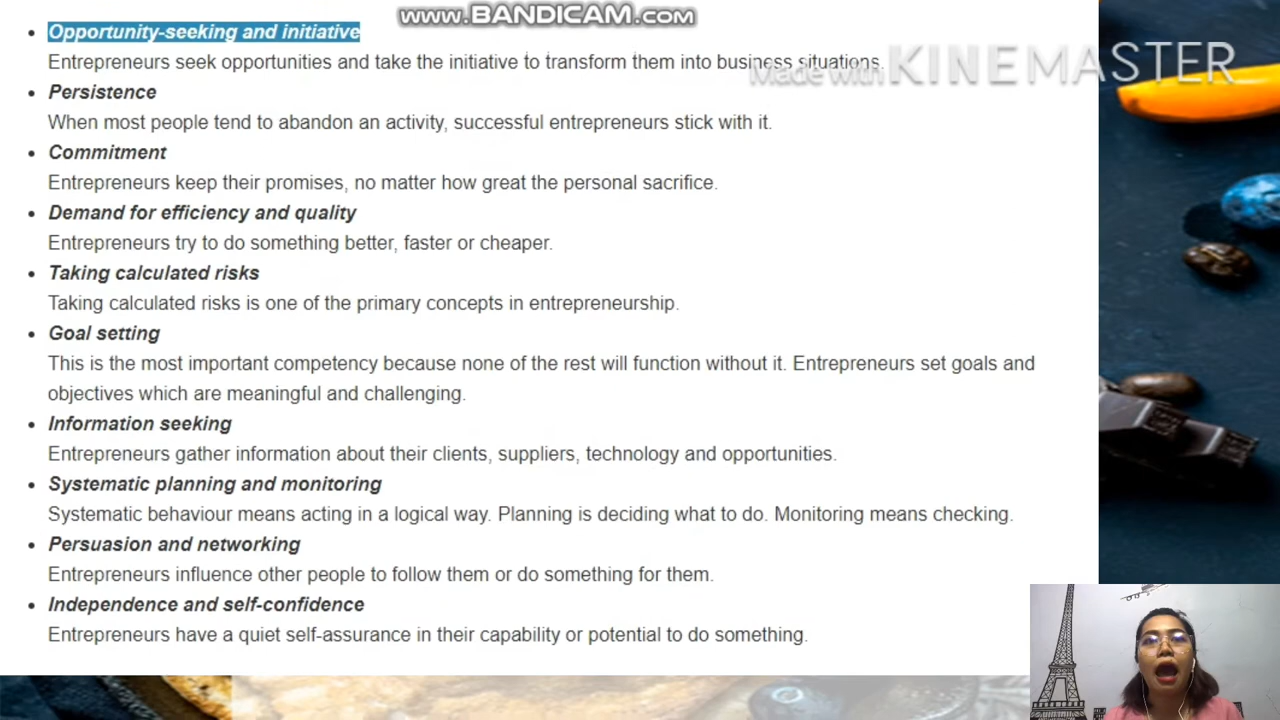 www.BANDICAM.com
Opportunity-seeking and initiative
Entrepreneurs seek opportunities and take the initiative to transform them into business situations.
Made with KINEMASTER
Persistence
When most people tend to abandon an activity, successful entrepreneurs stick with it.
Commitment
Entrepreneurs keep their promises, no matter how great the personal sacrifice.
Demand for efficiency and quality
Entrepreneurs try to do something better, faster or cheaper.
Taking calculated risks
Taking calculated risks is one of the primary concepts in entrepreneurship.
Goal setting
This is the most important competency because none of the rest will function without it. Entrepreneurs set goals and
objectives which are meaningful and challenging.
Information seeking
Entrepreneurs gather information about their clients, suppliers, technology and opportunities.
Systematic planning and monitoring
Systematic behaviour means acting in a logical way. Planning is deciding what to do. Monitoring means checking.
Persuasion and networking
Entrepreneurs influence other people to follow them or do something for them.
Independence and self-confidence
Entrepreneurs have a quiet self-assurance in their capability or potential to do something.